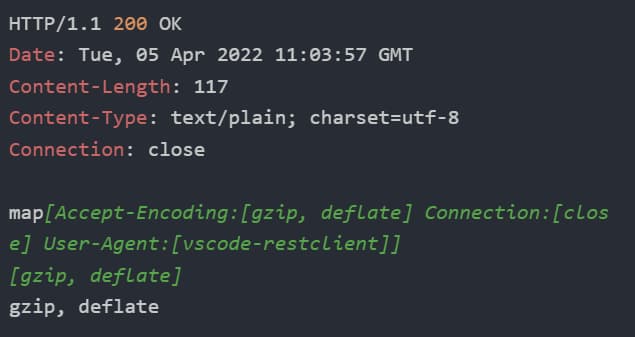 HTTP/1.1 200 OK
Date: Tue, 05 Apr 2022 11:03:57 GMT
Content-Length: 117
Content-Type: text/plain; charset=utf-8
Connection: close

map[Accept-Encoding:[gzip, deflate] Connection:[clos
e] User-Agent:[vscode-restclient]]
[gzip, deflate]
gzip, deflate